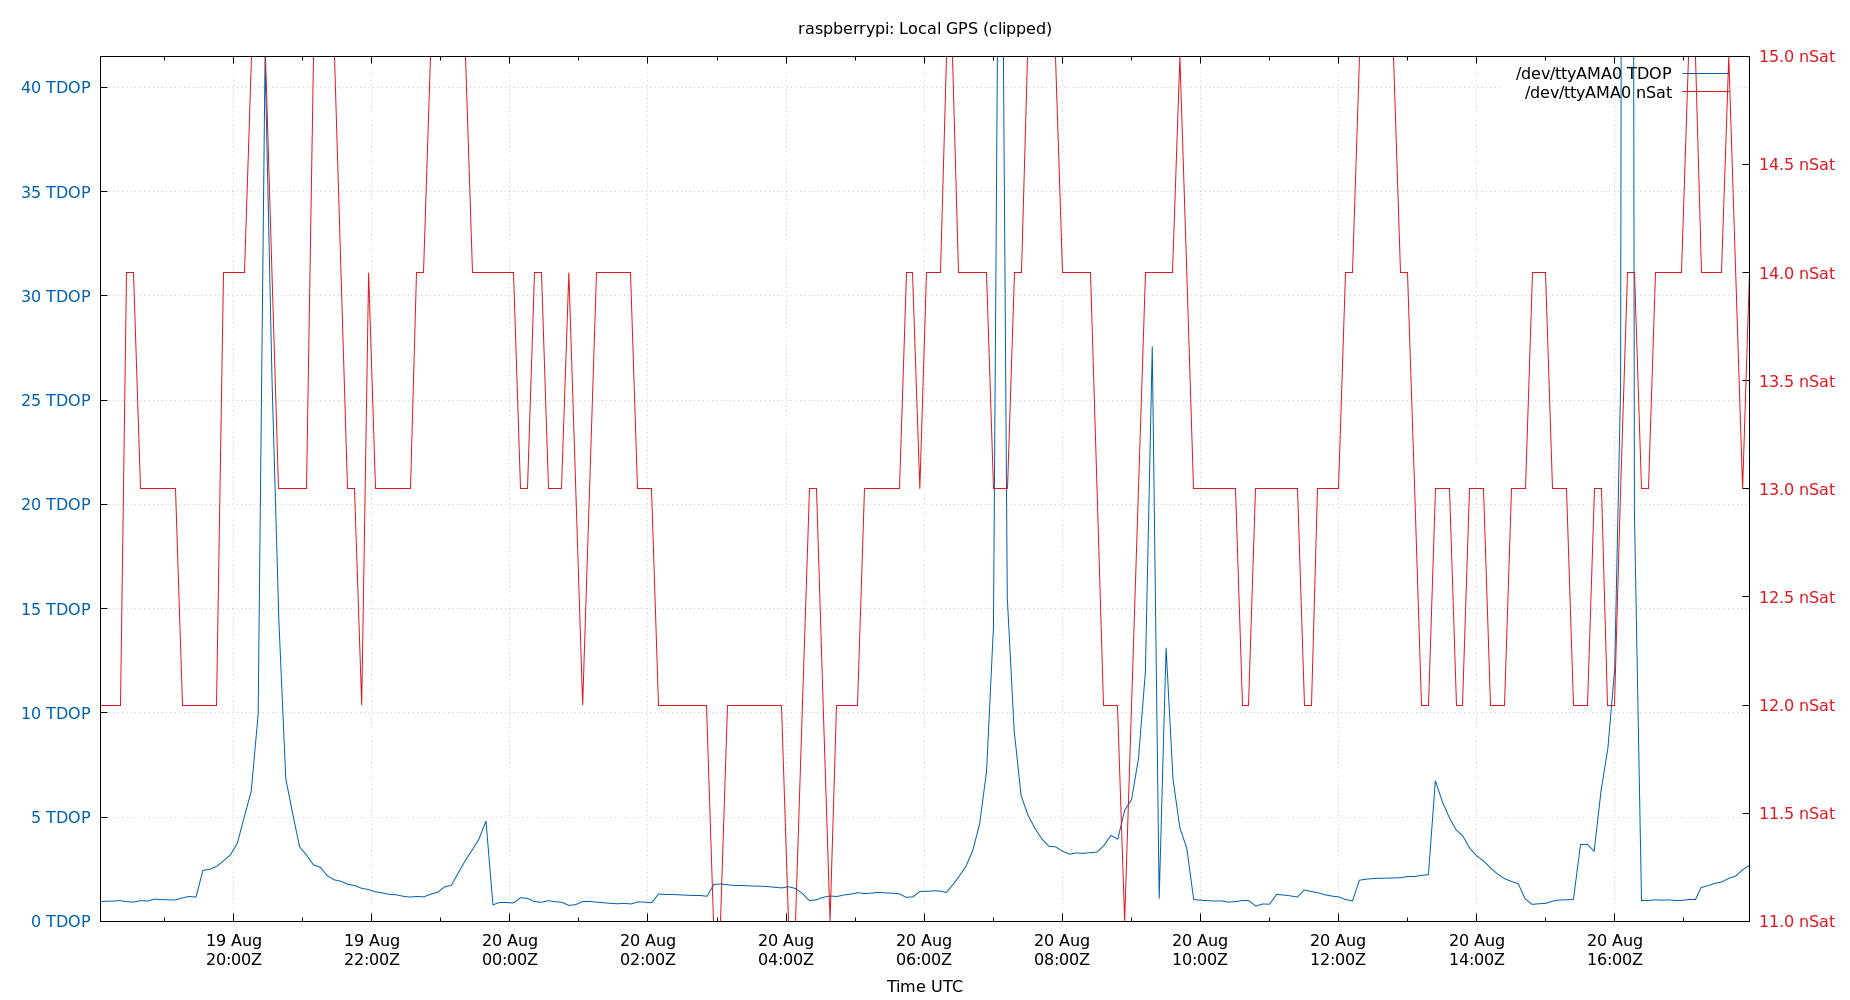 raspberrypi: Local GPS (clipped)
/dev/ttyAMA0 TDOP
/dev/ttyAMA0 nSat
40 TDOP
35 TDOP
30 TDOP
25 TDOP
20 TDOP
15 TDOP
10 TDOP
5 TDOP
0 TDOP
15.0 nSat
14.5 nSat
14.0 nSat
13.5 nSat
13.0 nSat
12.5 nSat
12.0 nSat
11.5 nSat
11.0 nSat
19 Aug
20:00Z
19 Aug
22:00Z
20 Aug
00:00Z
20 Aug
02:00Z
20 Aug
04:00Z
20 Aug
06:00Z
20 Aug
08:00Z
20 Aug
10:00Z
20 Aug
12:00Z
20 Aug
14:00Z
20 Aug
16:00Z
Time UTC